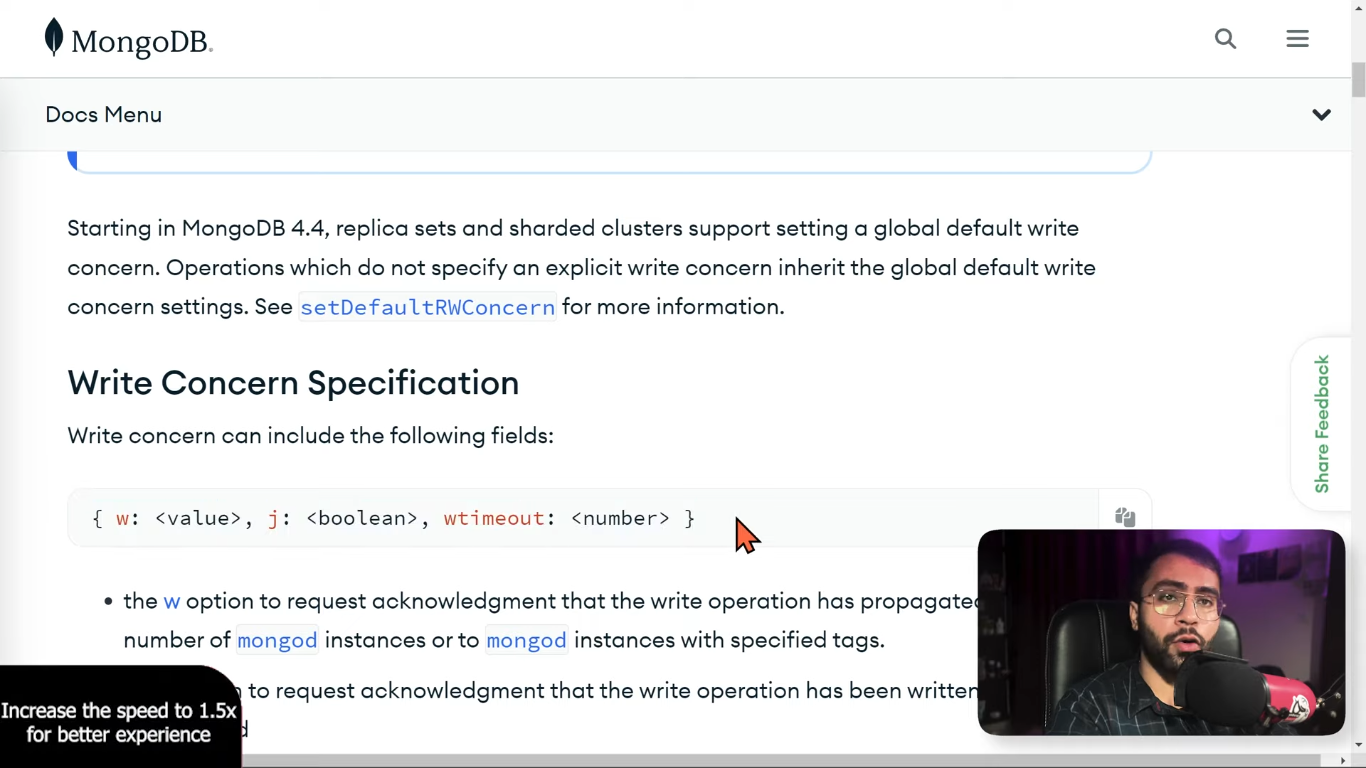 MongoDB.
Docs Menu
Starting in MongoDB 4.4, replica sets and sharded clusters support setting a global default write
concern. Operations which do not specify an explicit write concern inherit the global default write
concern settings. See setDefaultRWConcern for more information.
Write Concern Specification
Write concern can include the following fields:
{ w: <value>, j: <boolean>, wtimeout: <number> }
• the w option to request acknowledgment that the write operation has propagated
number of mongod instances or to mongod instances with specified tags.
to request acknowledgment that the write operation has been written
Share Feedback
Increase the speed to 1.5x
for better experience